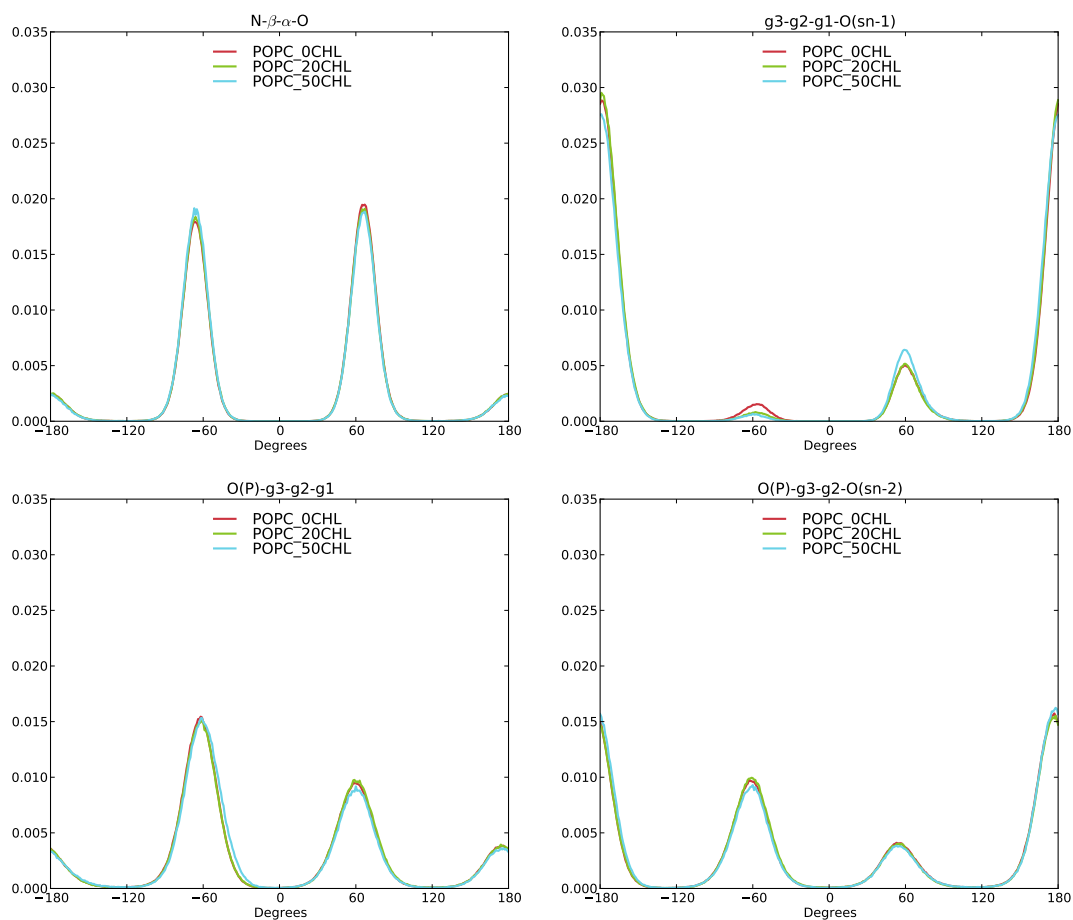 N-β-α-O
POPC_0CHL
POPC_20CHL
POPC_50CHL
0.035
0.030
0.025
0.020
0.015
0.010
0.005
0.000
−180 −120 −60 0 60 120 180
Degrees
g3-g2-g1-O(sn-1)
POPC_0CHL
POPC_20CHL
POPC_50CHL
0.035
0.030
0.025
0.020
0.015
0.010
0.005
0.000
−180 −120 −60 0 60 120 180
Degrees
O(P)-g3-g2-g1
POPC_0CHL
POPC_20CHL
POPC_50CHL
0.035
0.030
0.025
0.020
0.015
0.010
0.005
0.000
−180 −120 −60 0 60 120 180
Degrees
O(P)-g3-g2-O(sn-2)
POPC_0CHL
POPC_20CHL
POPC_50CHL
0.035
0.030
0.025
0.020
0.015
0.010
0.005
0.000
−180 −120 −60 0 60 120 180
Degrees